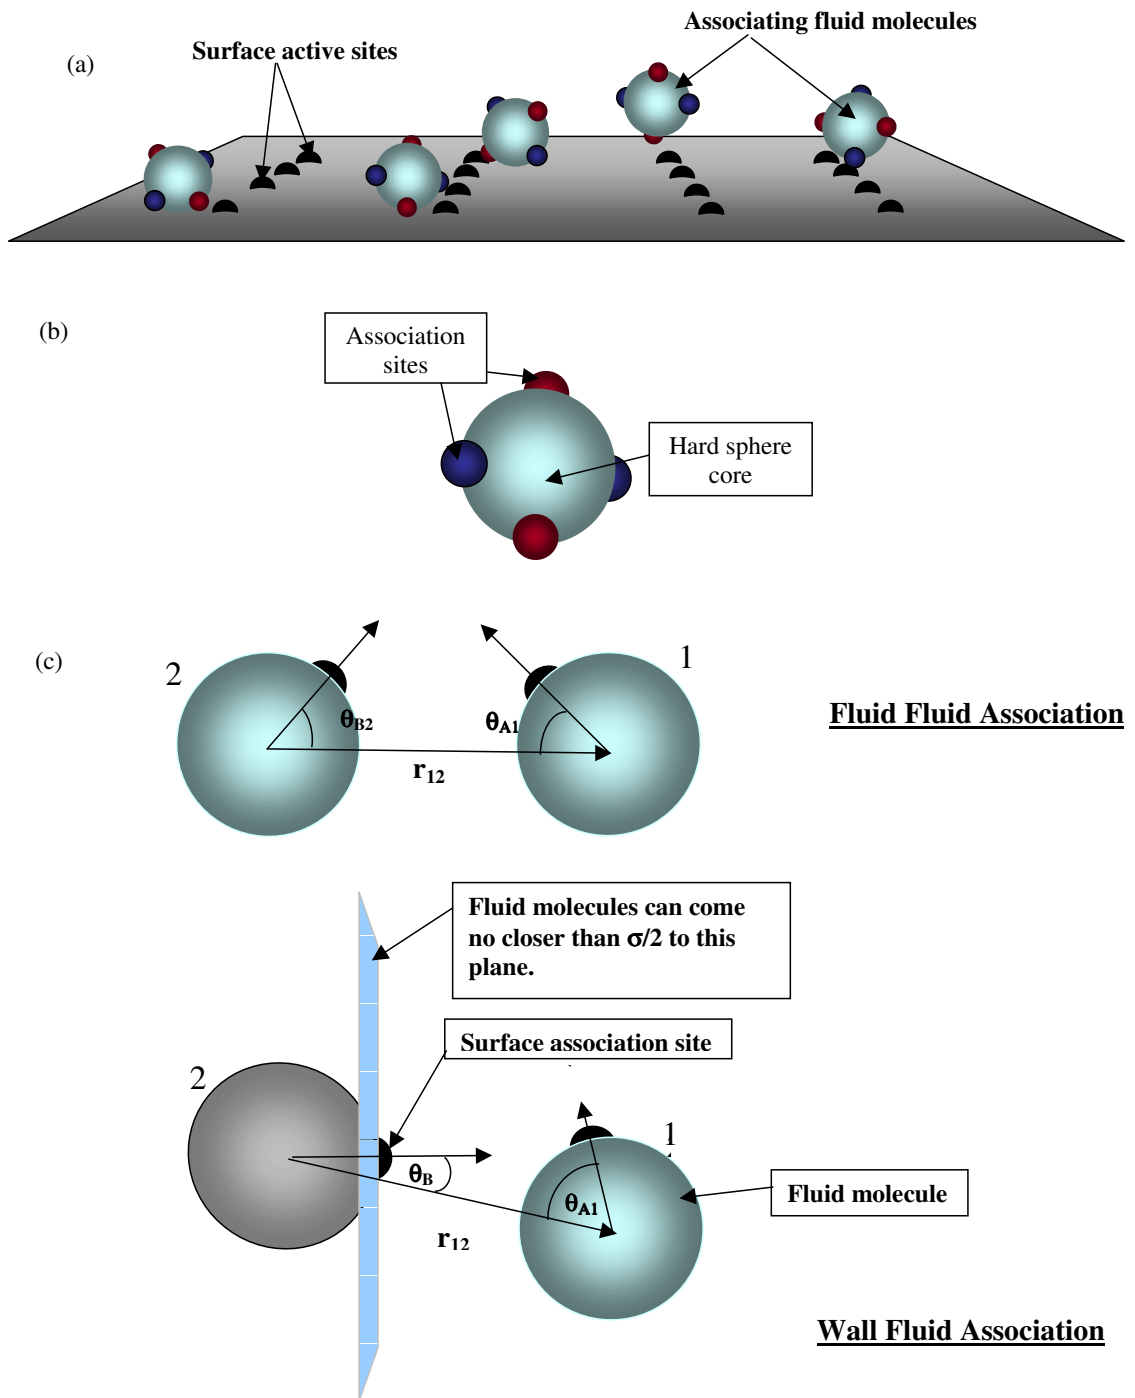 Associating fluid molecules
Surface active sites
(a)
(b)
Association
sites
Hard sphere
core
(c)
2
1
θB2
θA1
r12
Fluid Fluid Association
Fluid molecules can come
no closer than σ/2 to this
plane.
Surface association site
2
1
θB
θA1
Fluid molecule
r12
Wall Fluid Association